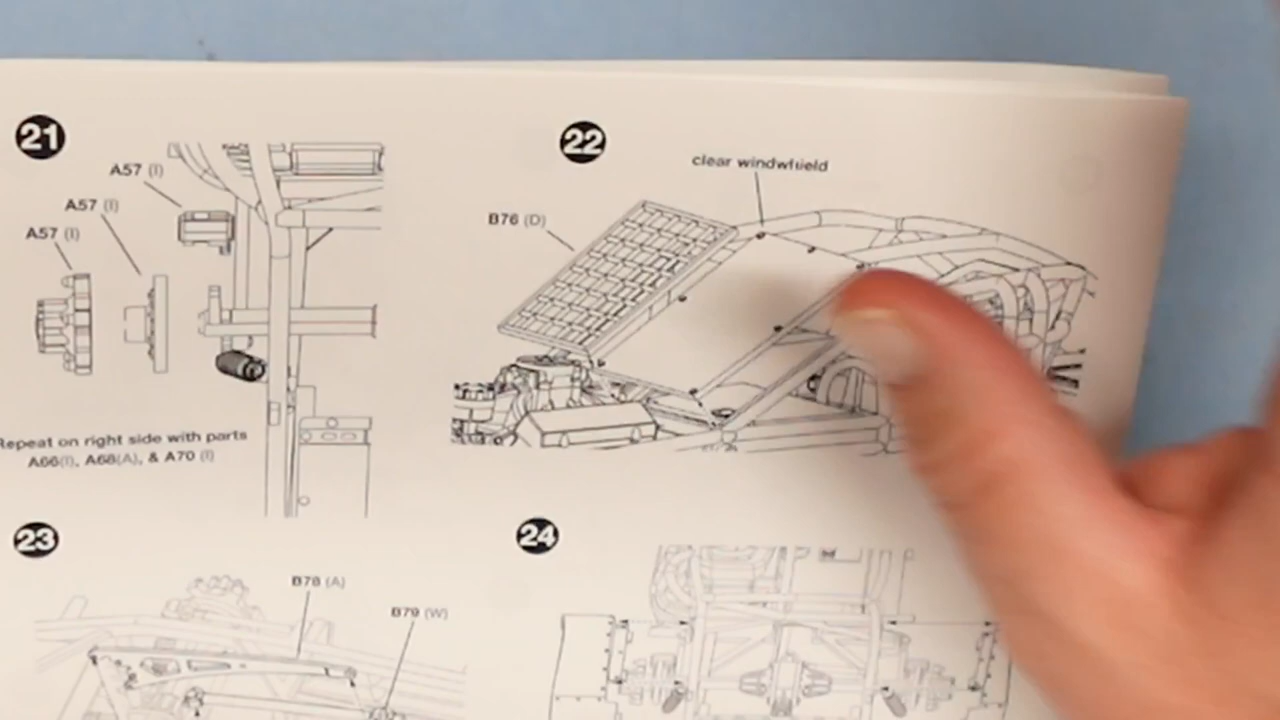 21
A57 (I)
A57 (I)
A57 (I)
Repeat on right side with parts
A66(I), A68(A), & A70 (I)
22
clear windwfuield
B76 (D)
23
B78 (A)
B79 (W)
24